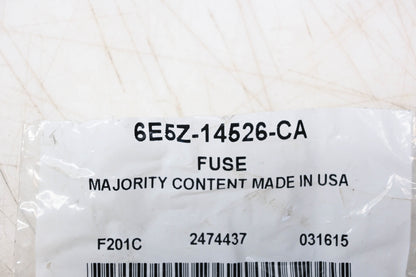 6E5Z-14526-CA
FUSE
MAJORITY CONTENT MADE IN USA
F201C 2474437 031615